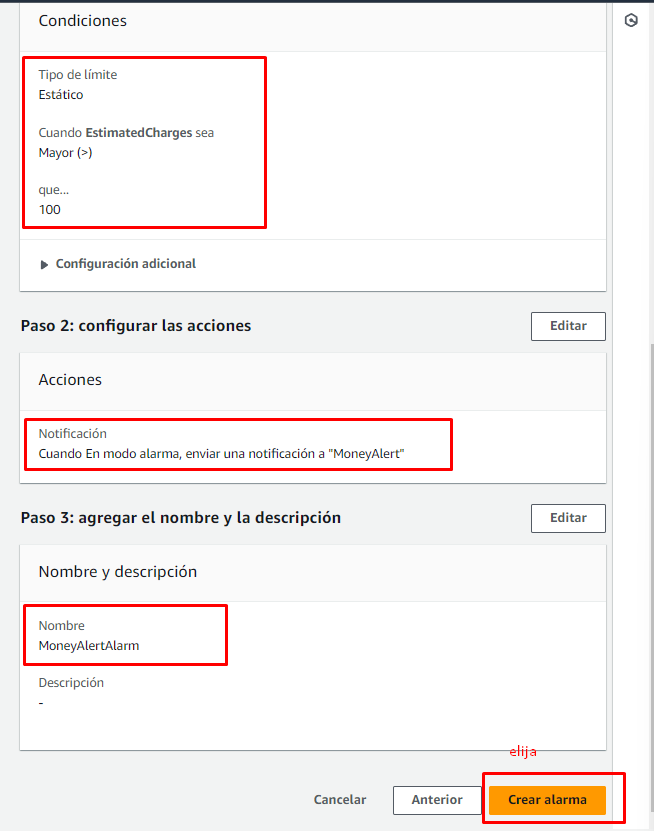 Condiciones
Tipo de límite
Estático
Cuando EstimatedCharges sea
Mayor (>)
que...
100
Configuración adicional
Paso 2: configurar las acciones
Editar
Acciones
Notificación
Cuando En modo alarma, enviar una notificación a "MoneyAlert"
Paso 3: agregar el nombre y la descripción
Editar
Nombre y descripción
Nombre
MoneyAlertAlarm
Descripción
-
elija
Cancelar
Anterior
Crear alarma